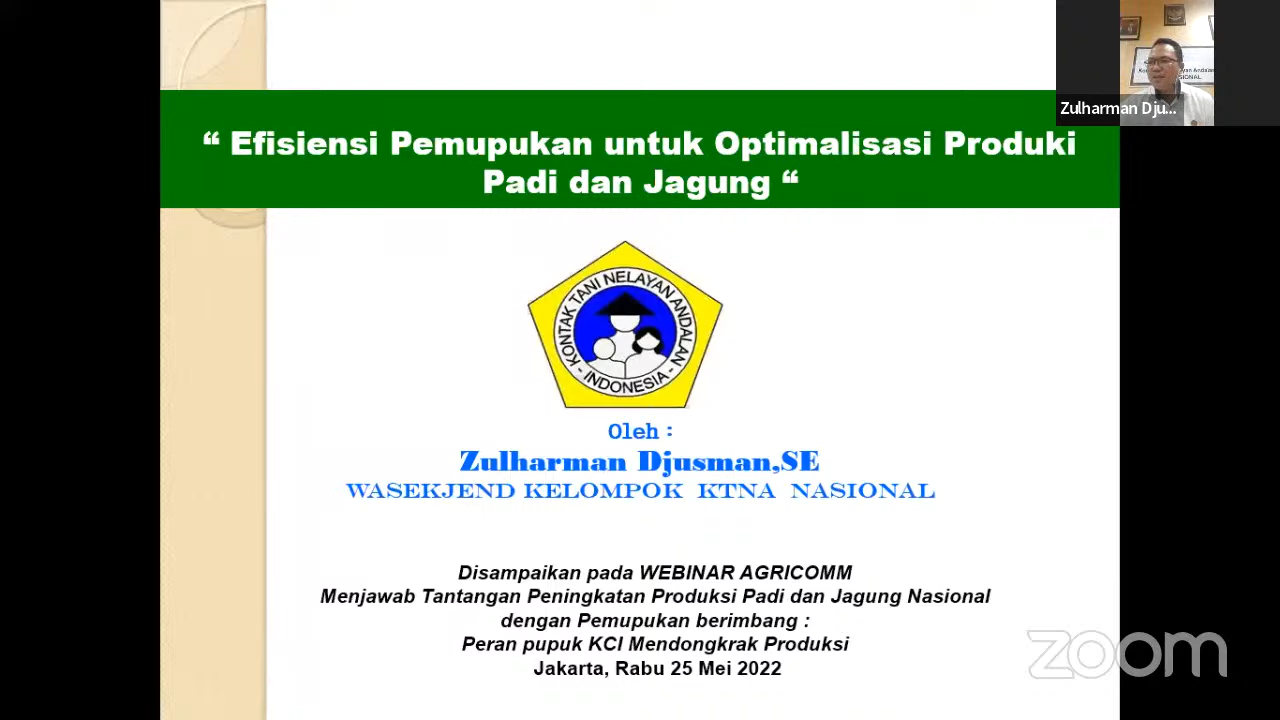 Zulharman Dju...
“ Efisiensi Pemupukan untuk Optimalisasi Produki
Padi dan Jagung “
KONTAK TANI NELAYAN ANDALAN
- INDONESIA -
Oleh :
Zulharman Djusman,SE
WASEKJEND KELOMPOK KTNA NASIONAL
Disampaikan pada WEBINAR AGRICOMM
Menjawab Tantangan Peningkatan Produksi Padi dan Jagung Nasional
dengan Pemupukan berimbang :
Peran pupuk KCI Mendongkrak Produksi
Jakarta, Rabu 25 Mei 2022
zoom